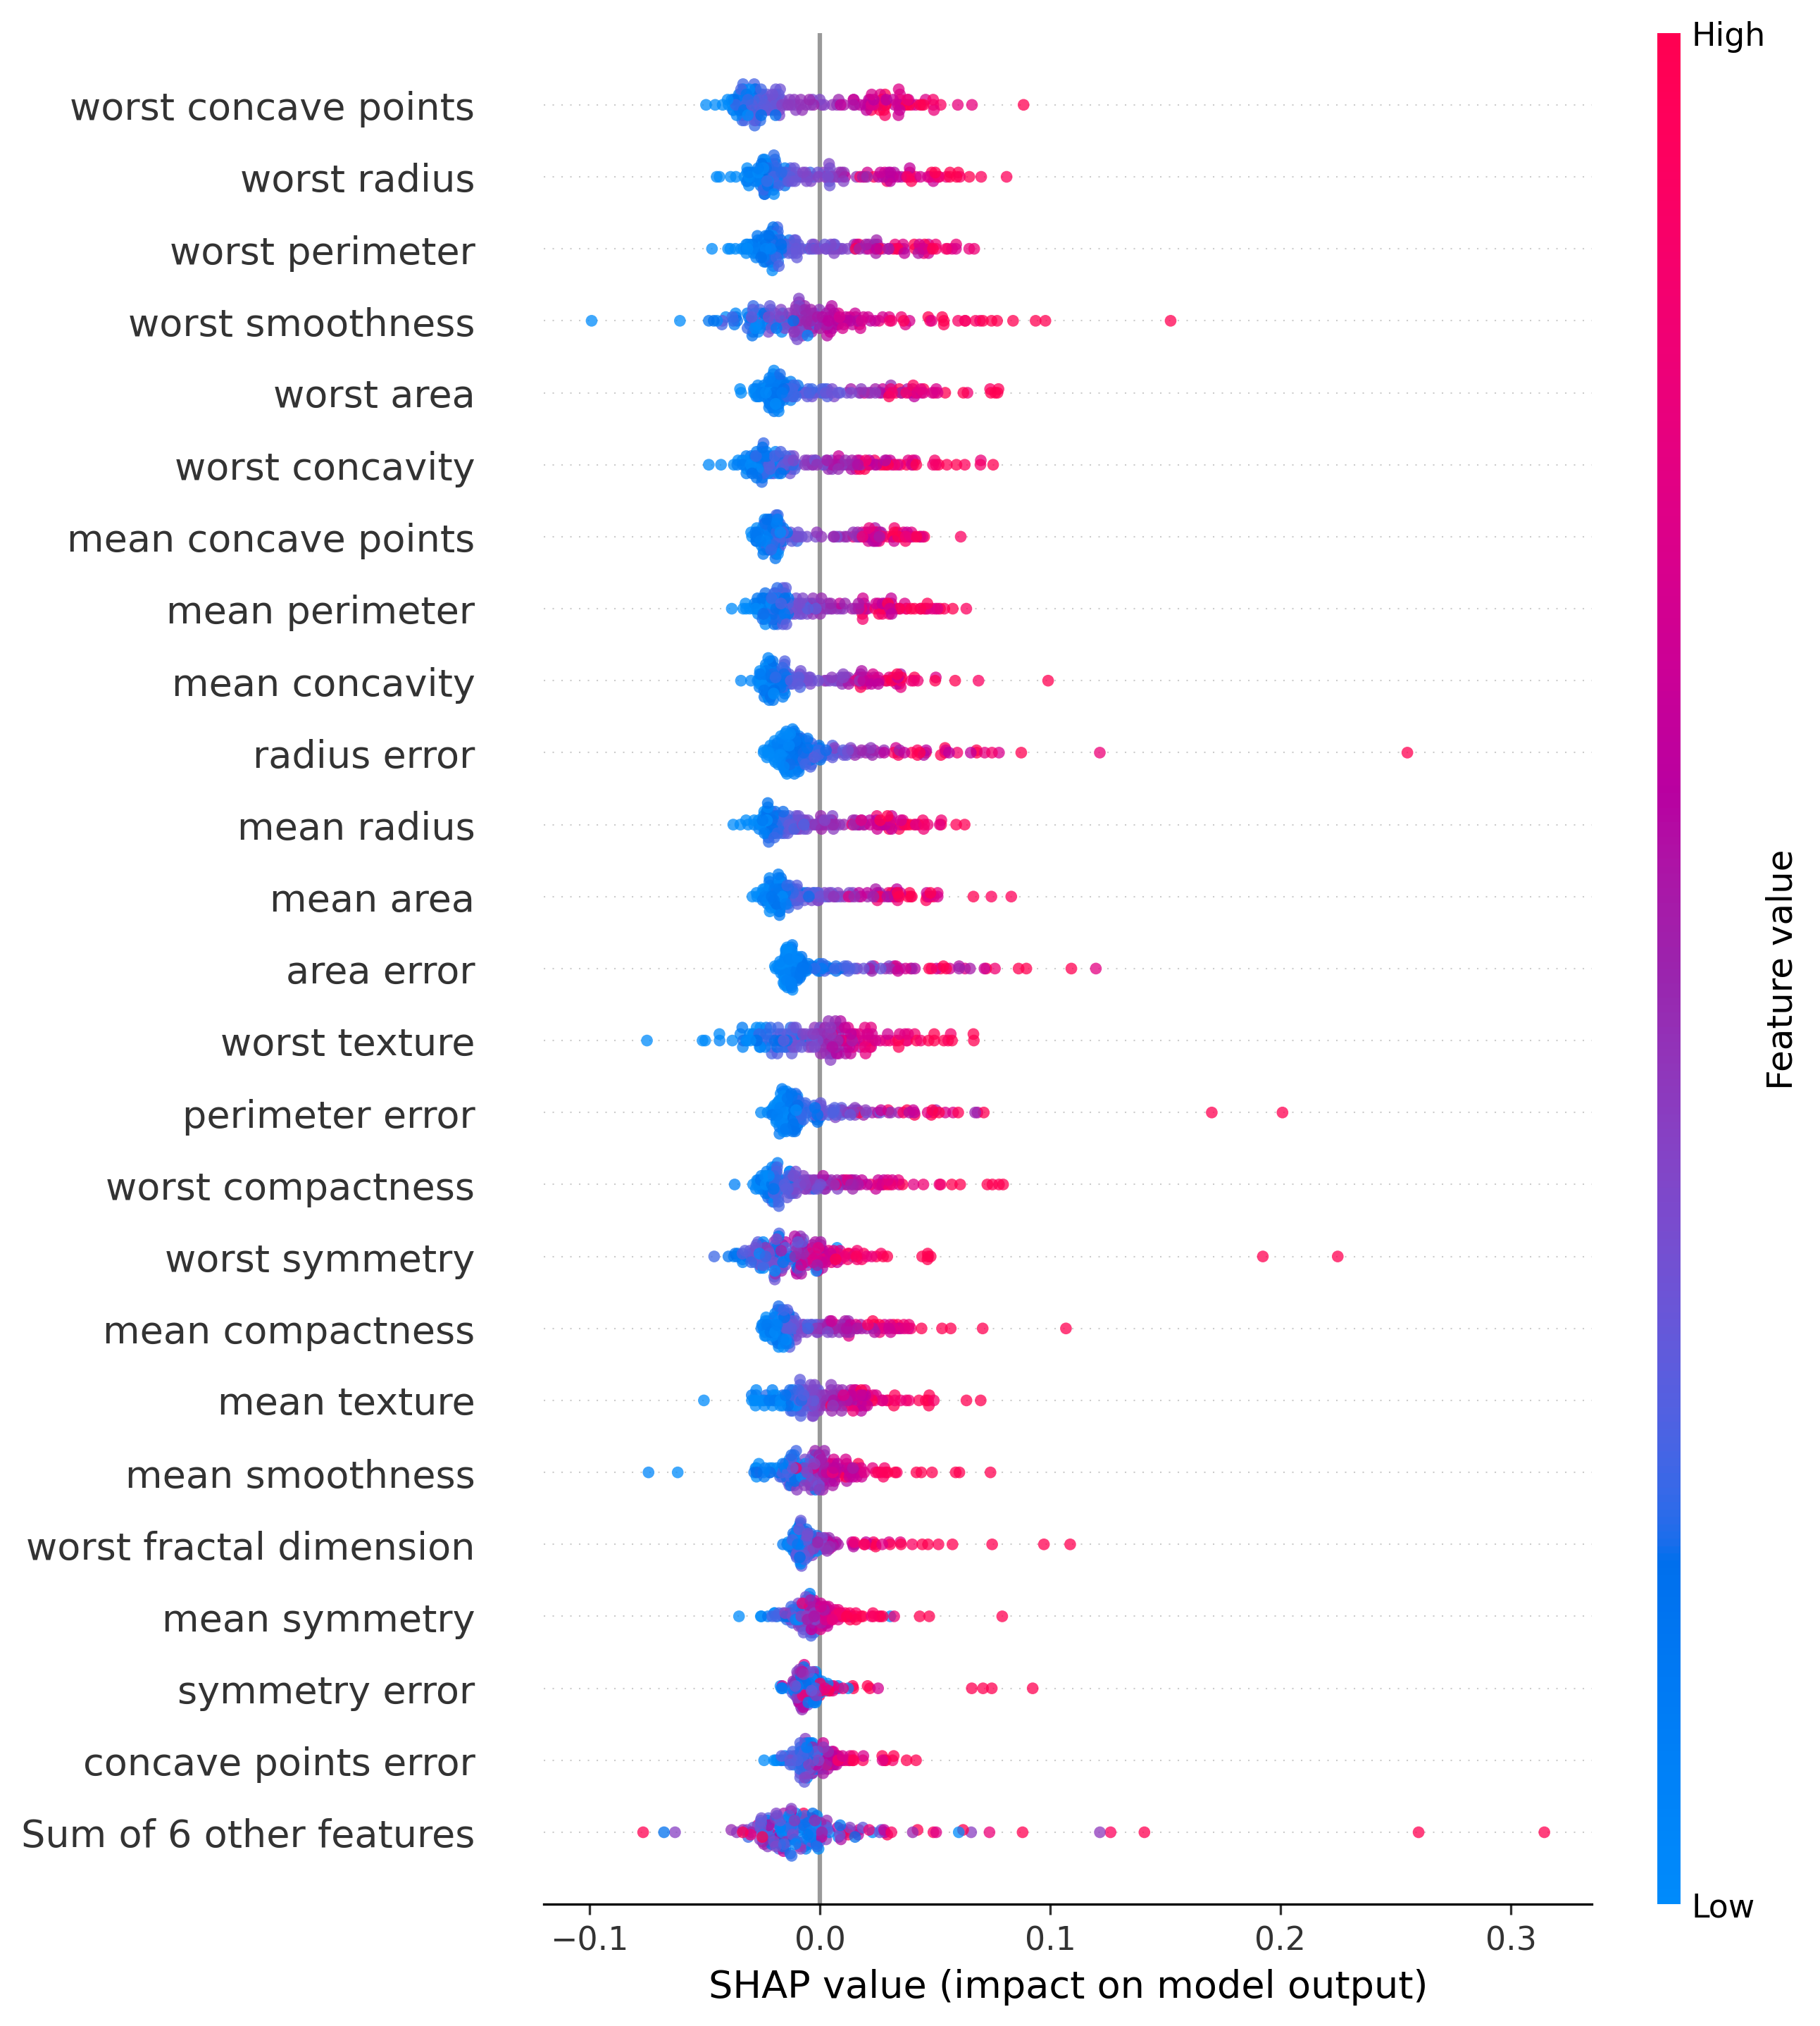 High
worst concave points
worst radius
worst perimeter
worst smoothness
worst area
worst concavity
mean concave points
mean perimeter
mean concavity
radius error
mean radius
mean area
area error
worst texture
perimeter error
worst compactness
worst symmetry
mean compactness
mean texture
mean smoothness
worst fractal dimension
mean symmetry
symmetry error
concave points error
Sum of 6 other features
Feature value
Low
−0.1 0.0 0.1 0.2 0.3
SHAP value (impact on model output)